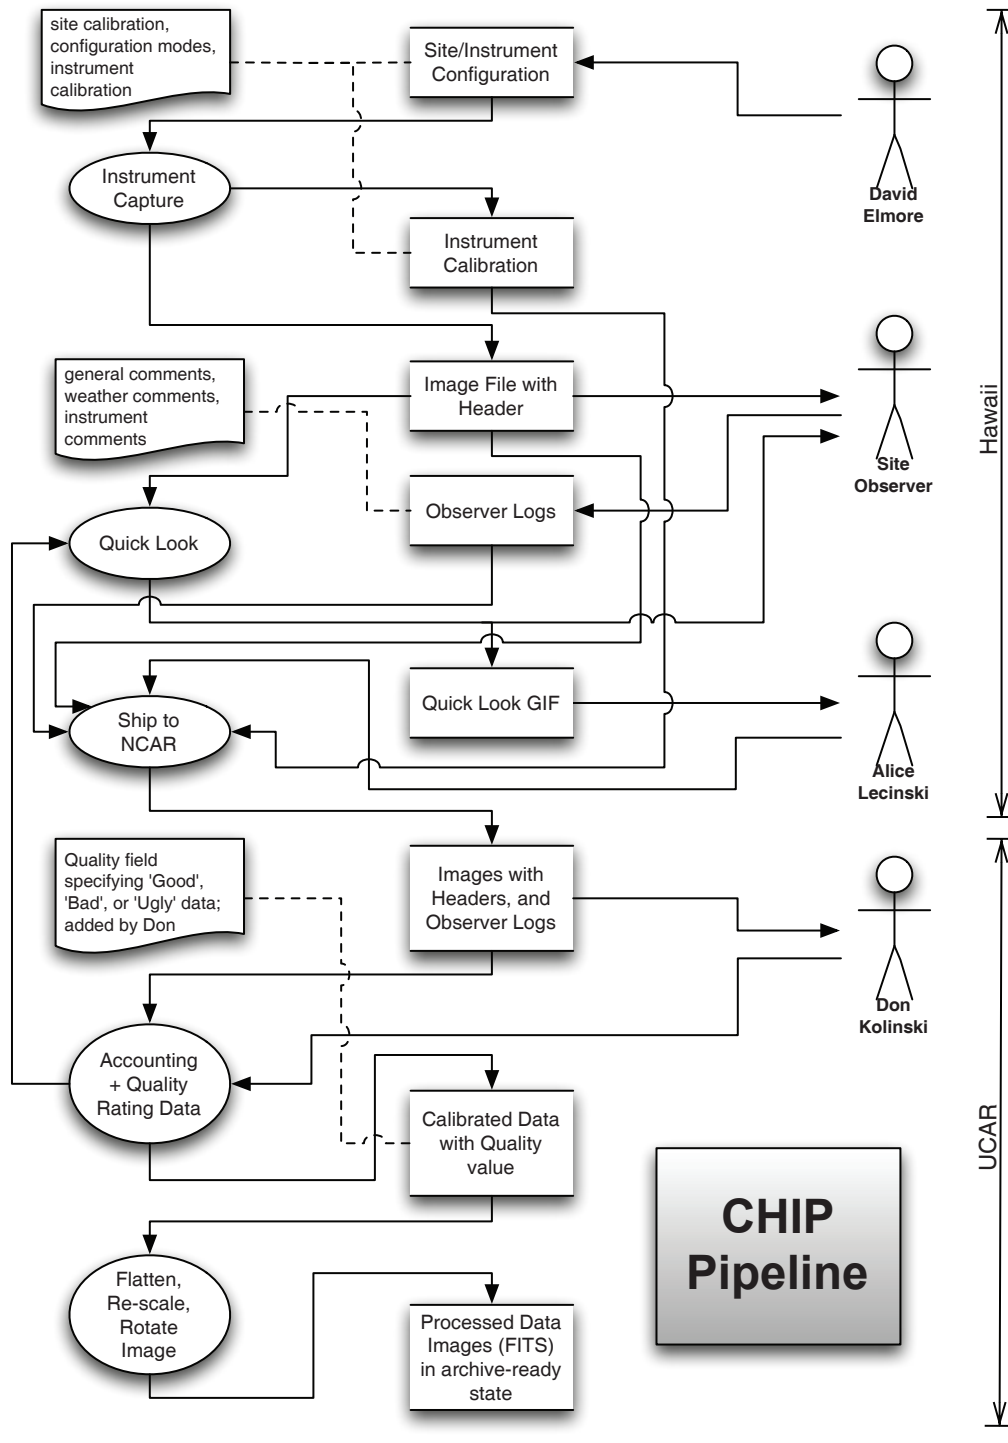 site calibration,
configuration modes,
instrument
calibration
Site/Instrument
Configuration
David
Elmore
Instrument
Capture
Instrument
Calibration
Hawaii
general comments,
weather comments,
instrument
comments
Image File with
Header
Site
Observer
Observer Logs
Quick Look
Quick Look GIF
Ship to
NCAR
Alice
Lecinski
Quality field
specifying 'Good',
'Bad', or 'Ugly' data;
added by Don
Images with
Headers, and
Observer Logs
Don
Kolinski
Accounting
+ Quality
Rating Data
Calibrated Data
with Quality
value
UCAR
CHIP
Pipeline
Flatten,
Re-scale,
Rotate
Image
Processed Data
Images (FITS)
in archive-ready
state